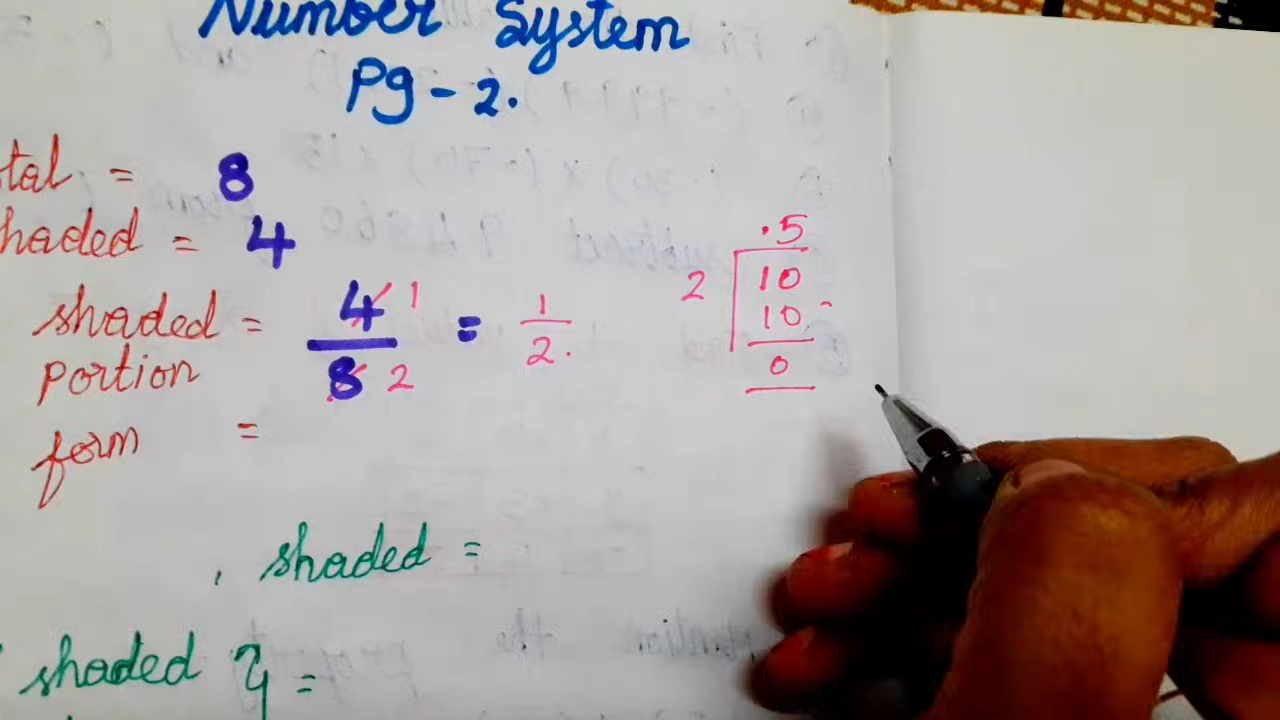 Number System
Pg - 2.
tal = 8
haded = 4
shaded = 4 1 = 1
portion 8 2 2.
form =
.5
2 10
10
0
, shaded =
shaded } =